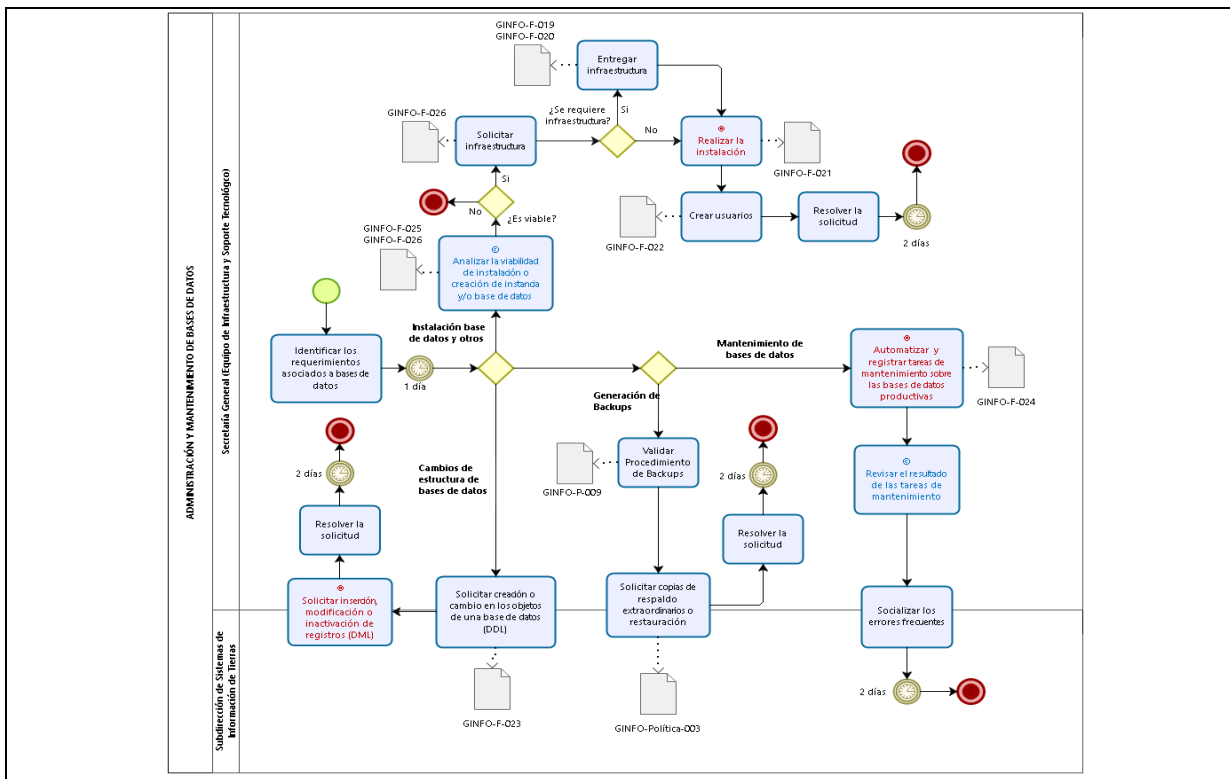 ADMINISTRACIÓN Y MANTENIMIENTO DE BASES DE DATOS
Secretaría General (Equipo de Infraestructura y Soporte Tecnológco)
GINFO-F-019
GINFO-F-020
Entregar
infraestructura
¿Se requiere
infraestructura?
Si
No
GINFO-F-026
Solicitar
infraestructura
Realizar la
instalación
GINFO-F-021
Si
No
¿Es viable?
Crear usuarios
Resolver la
solicitud
2 días
GINFO-F-022
GINFO-F-025
GINFO-F-026
Analizar la viabilidad
de instalación o
creación de instancia
y/o base de datos
Identificar los
requerimientos
asociados a bases de
datos
1 día
Instalación base
de datos y otros
Mantenimiento de
bases de datos
Automatizar y
registrar tareas de
mantenimiento sobre
las bases de datos
productivas
GINFO-F-024
Generación de
Backups
Validar
Procedimiento
de Backups
GINFO-P-009
2 días
Cambios de
estructura de
bases de datos
2 días
Revisar el resultado
de las tareas de
mantenimiento
Resolver la
solicitud
Resolver la
solicitud
Solicitar inserción,
modificación o
inactivación de
registros (DML)
Solicitar creación o
cambio en los objetos
de una base de datos
(DDL)
Solicitar copias de
respaldo
extraordinarios o
restauración
Socializar los
errores frecuentes
Subdirección de Sistemas de
Información de Tierras
GINFO-F-023
GINFO-Política-003
2 días